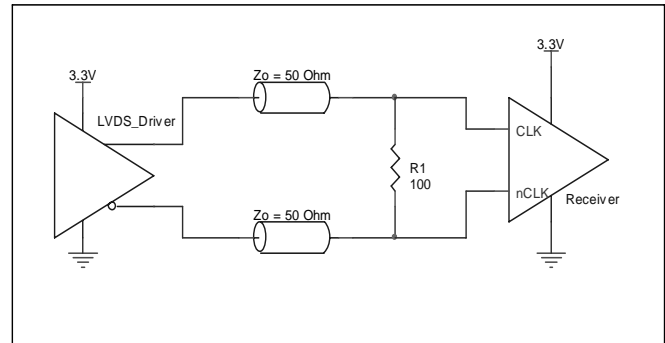 3.3V
LVDS_Driver
Zo = 50 Ohm
Zo = 50 Ohm
R1
100
3.3V
CLK
nCLK
Receiver